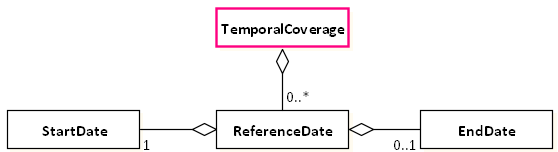 TemporalCoverage
0..*
StartDate
1
ReferenceDate
0..1
EndDate